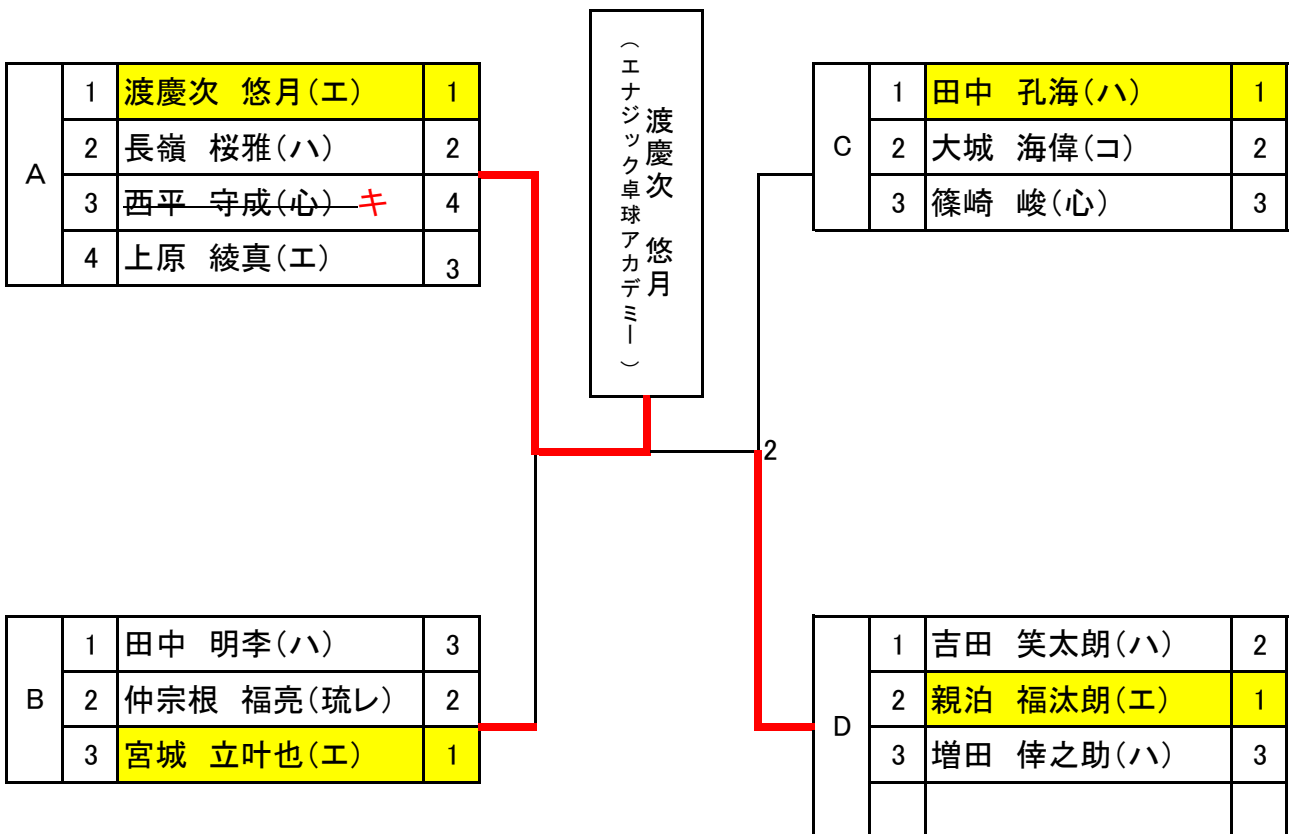 渡慶次 悠月
（エナジック卓球アカデミー）
A
1 渡慶次 悠月(エ) 1
2 長嶺 桜雅(ハ) 2
3 西平 守成(心) キ 4
4 上原 綾真(エ) 3
B
1 田中 明李(ハ) 3
2 仲宗根 福亮(琉レ) 2
3 宮城 立叶也(エ) 1
C
1 田中 孔海(ハ) 1
2 大城 海偉(コ) 2
3 篠崎 峻(心) 3
2
D
1 吉田 笑太朗(ハ) 2
2 親泊 福汰朗(エ) 1
3 増田 倖之助(ハ) 3